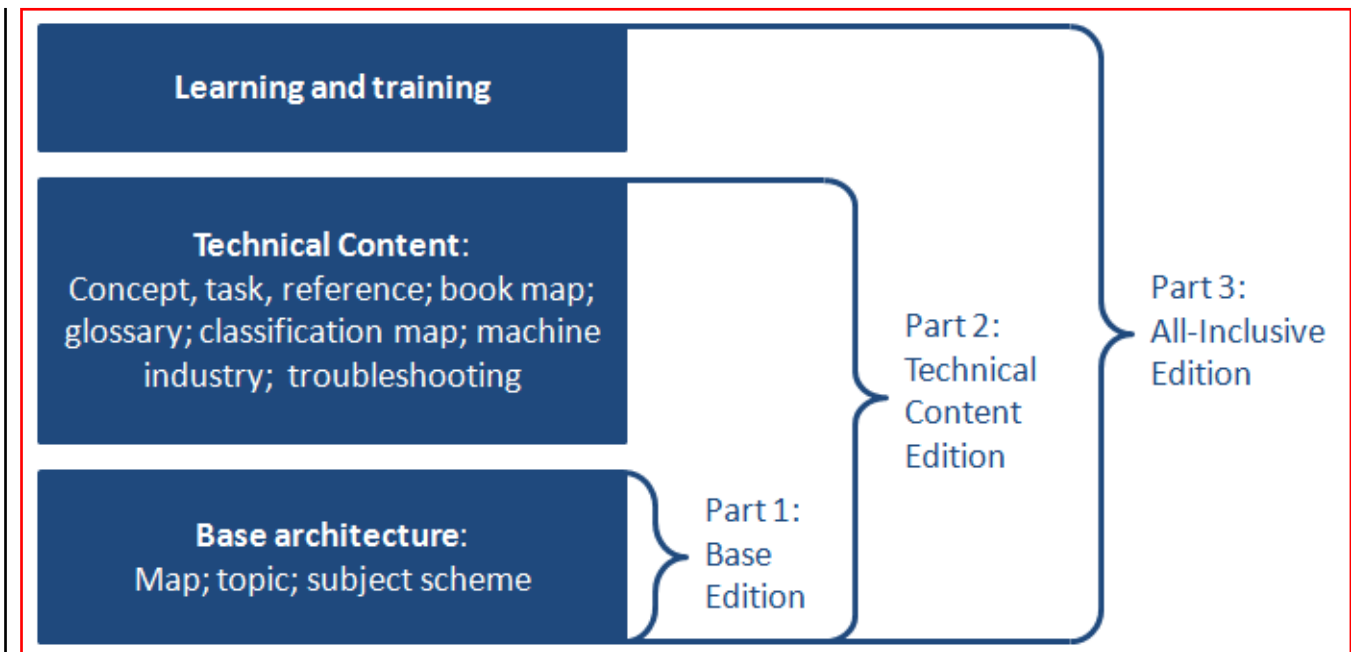 Learning and training
Technical Content:
Concept, task, reference; book map;
glossary; classification map; machine
industry; troubleshooting
Base architecture:
Map; topic; subject scheme
Part 1:
Base
Edition
Part 2:
Technical
Content
Edition
Part 3:
All-Inclusive
Edition